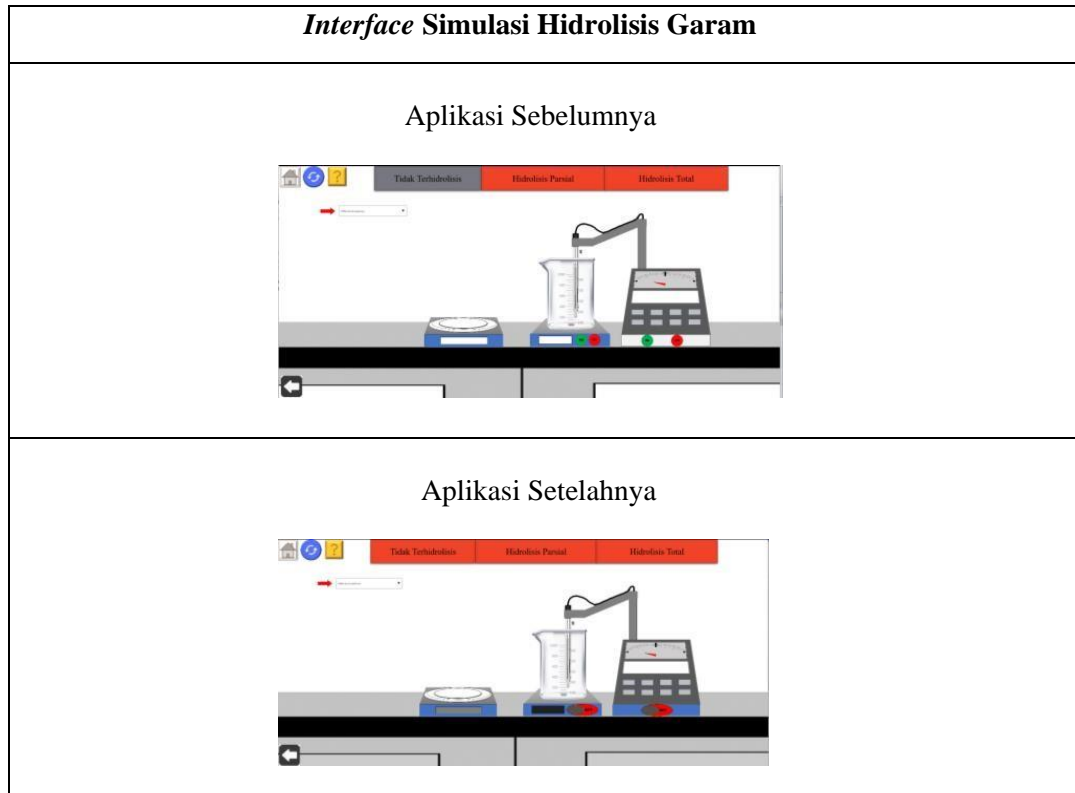 Interface Simulasi Hidrolisis Garam
Aplikasi Sebelumnya
?
Tidak Terhidrolisis
Hidrolisis Parsial
Hidrolisis Total
Aplikasi Setelahnya
?
Tidak Terhidrolisis
Hidrolisis Parsial
Hidrolisis Total